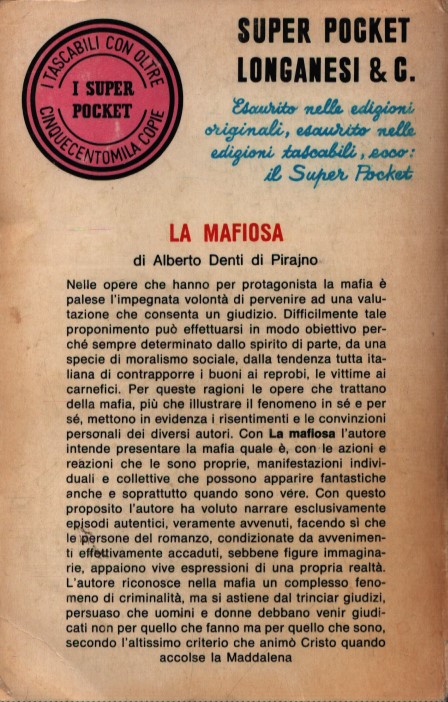 I TASCABILI CON OLTRE
I SUPER
POCKET
CINQUECENTOMILA COPIE
SUPER POCKET
LONGANESI & C.
Esaurito nelle edizioni
originali, esaurito nelle
edizioni tascabili, ecco:
il Super Pocket
LA MAFIOSA
di Alberto Denti di Pirajno
Nelle opere che hanno per protagonista la mafia è
palese l'impegnata volontà di pervenire ad una valu-
tazione che consenta un giudizio. Difficilmente tale
proponimento può effettuarsi in modo obiettivo per-
ché sempre determinato dallo spirito di parte, da una
specie di moralismo sociale, dalla tendenza tutta ita-
liana di contrapporre i buoni ai reprobi, le vittime ai
carnefici. Per queste ragioni le opere che trattano
della mafia, più che illustrare il fenomeno in sé e per
sé, mettono in evidenza i risentimenti e le convinzioni
personali dei diversi autori. Con La mafiosa l'autore
intende presentare la mafia quale è, con le azioni e
reazioni che le sono proprie, manifestazioni indivi-
duali e collettive che possono apparire fantastiche
anche e soprattutto quando sono vere. Con questo
proposito l'autore ha voluto narrare esclusivamente
episodi autentici, veramente avvenuti, facendo sì che
le persone del romanzo, condizionate da avvenimen-
ti effettivamente accaduti, sebbene figure immagina-
rie, appaiono vive espressioni di una propria realtà.
L'autore riconosce nella mafia un complesso feno-
meno di criminalità, ma si astiene dal trinciar giudizi,
persuaso che uomini e donne debbano venir giudi-
cati non per quello che fanno ma per quello che sono,
secondo l'altissimo criterio che animò Cristo quando
accolse la Maddalena